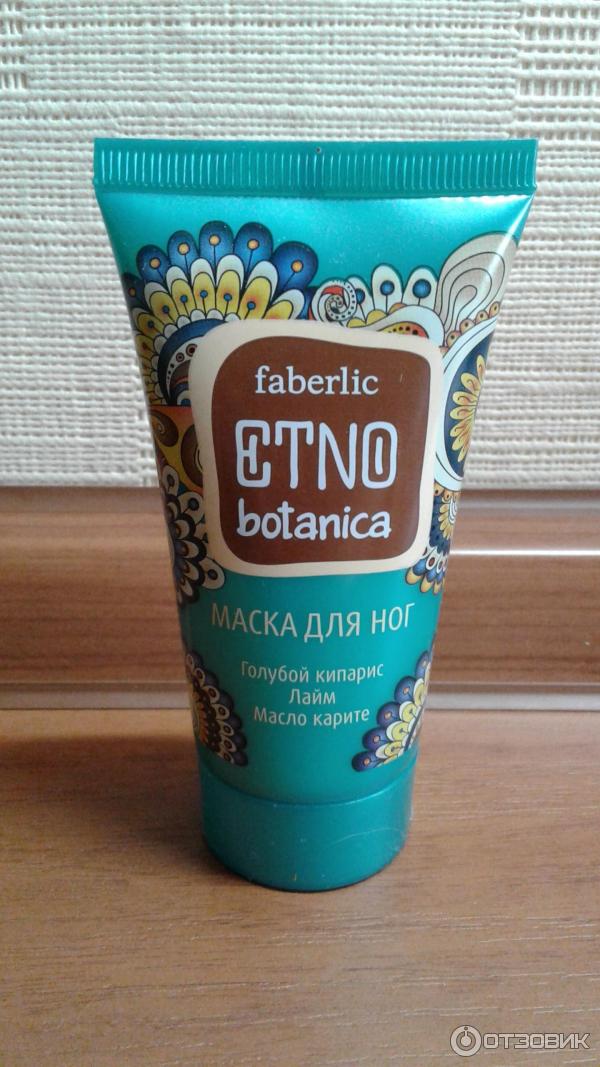 faberlic
ETNO
botanica
МАСКА ДЛЯ НОГ
Голубой кипарис
Лайм
Масло карите
ОТЗОВИК